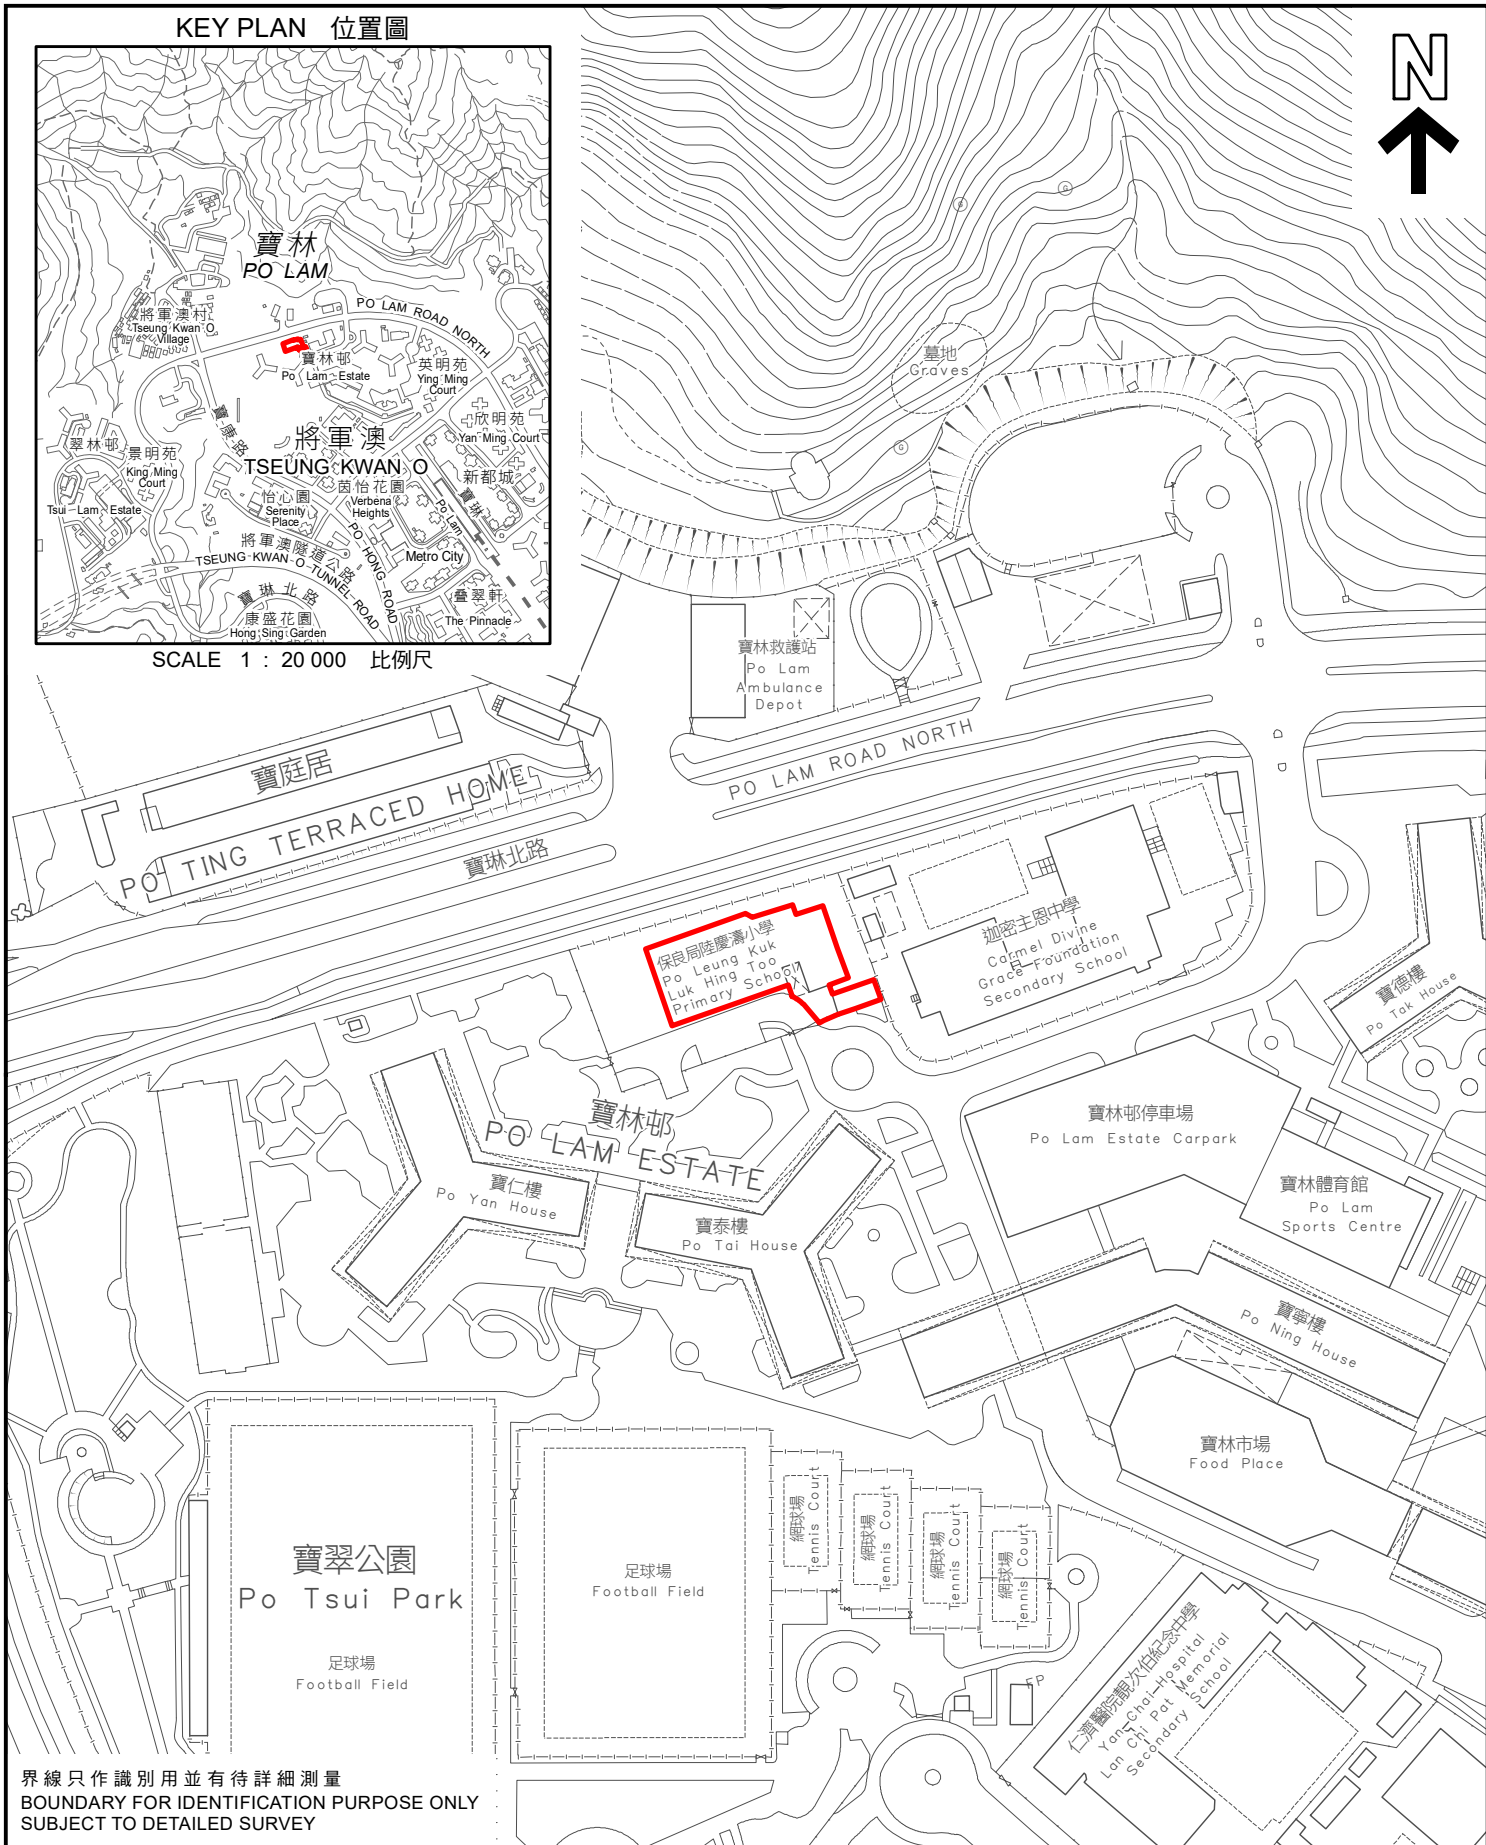 KEY PLAN 位置圖
寶林
PO LAM
PO LAM ROAD NORTH
將軍澳村
Tseung Kwan O
Village
寶林邨
Po Lam Estate
英明苑
Ying Ming
Court
欣明苑
Yan Ming Court
寶康路
將軍澳
TSEUNG KWAN O
翠林邨
景明苑
King Ming
Court
Tsui Lam Estate
怡心園
Serenity
Place
茵怡花園
Verbena
Heights
新都城
寶琳
Po Lam
Metro City
將軍澳隧道公路
TSEUNG KWAN O TUNNEL ROAD
PO HONG ROAD
寶琳北路
康盛花園
Hong Sing Garden
疊翠軒
The Pinnacle
SCALE 1 : 20 000 比例尺
N
G
G
G
墓地
Graves
寶林救護站
Po Lam
Ambulance
Depot
PO LAM ROAD NORTH
寶庭居
PO TING TERRACED HOME
寶琳北路
保良局陸慶濤小學
Po Leung Kuk
Luk Hing Too
Primary School
迦密主恩中學
Carmel Divine
Grace Foundation
Secondary School
寶德樓
Po Tak House
寶林邨
PO LAM ESTATE
寶林邨停車場
Po Lam Estate Carpark
寶仁樓
Po Yan House
寶泰樓
Po Tai House
寶林體育館
Po Lam
Sports Centre
寶寧樓
Po Ning House
寶林市場
Food Place
網球場
Tennis Court
網球場
Tennis Court
網球場
Tennis Court
網球場
Tennis Court
寶翠公園
Po Tsui Park
足球場
Football Field
足球場
Football Field
FP
仁濟醫院靚次伯紀念中學
Yan Chai Hospital
Lan Chi Pat Memorial
Secondary School
界線只作識別用並有待詳細測量
BOUNDARY FOR IDENTIFICATION PURPOSE ONLY
SUBJECT TO DETAILED SURVEY